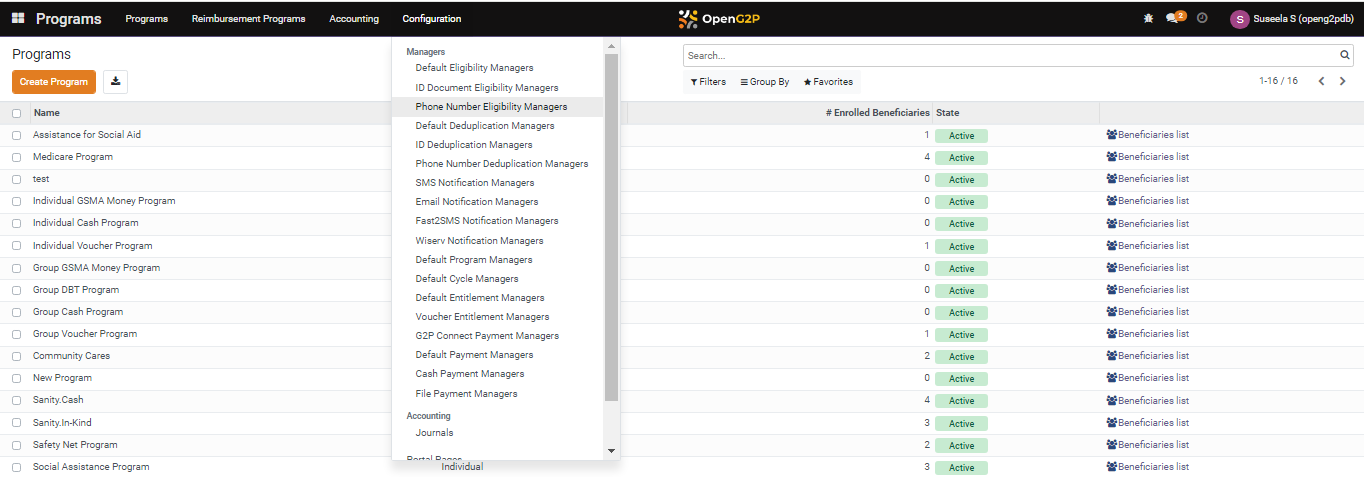 Programs Programs Reimbursement Programs Accounting Configuration OpenG2P 2 S Suseela S (openg2pdb)
Programs
Search...
Create Program
Filters Group By Favorites 1-16 / 16
Managers
Default Eligibility Managers
ID Document Eligibility Managers
Phone Number Eligibility Managers
Default Deduplication Managers
ID Deduplication Managers
Phone Number Deduplication Managers
SMS Notification Managers
Email Notification Managers
Fast2SMS Notification Managers
Wiserv Notification Managers
Default Program Managers
Default Cycle Managers
Default Entitlement Managers
Voucher Entitlement Managers
G2P Connect Payment Managers
Default Payment Managers
Cash Payment Managers
File Payment Managers
Accounting
Journals
Portal Pages
Name # Enrolled Beneficiaries State
Assistance for Social Aid 1 Active Beneficiaries list
Medicare Program 4 Active Beneficiaries list
test 0 Active Beneficiaries list
Individual GSMA Money Program 0 Active Beneficiaries list
Individual Cash Program 0 Active Beneficiaries list
Individual Voucher Program 1 Active Beneficiaries list
Group GSMA Money Program 0 Active Beneficiaries list
Group DBT Program 0 Active Beneficiaries list
Group Cash Program 0 Active Beneficiaries list
Group Voucher Program 1 Active Beneficiaries list
Community Cares 2 Active Beneficiaries list
New Program 0 Active Beneficiaries list
Sanity.Cash 4 Active Beneficiaries list
Sanity.In-Kind 3 Active Beneficiaries list
Safety Net Program 2 Active Beneficiaries list
Social Assistance Program Individual 3 Active Beneficiaries list